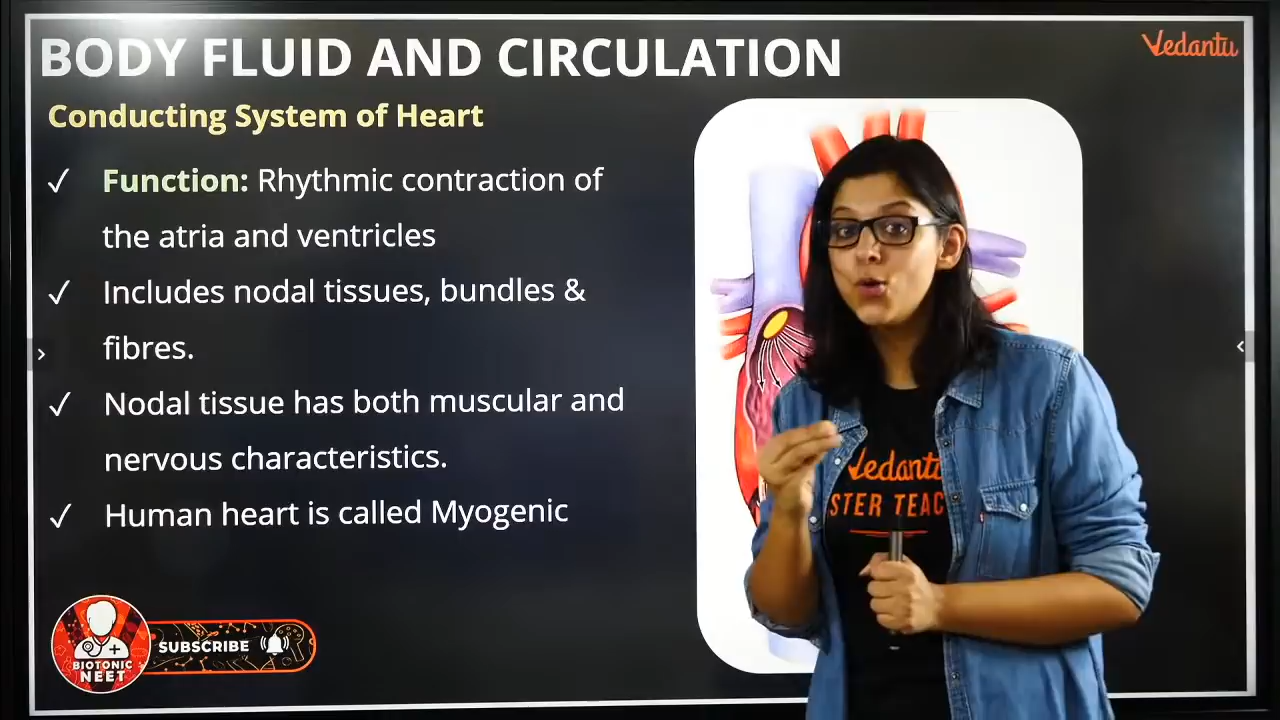 BODY FLUID AND CIRCULATION
Vedantu
Conducting System of Heart
✓ Function: Rhythmic contraction of
the atria and ventricles
✓ Includes nodal tissues, bundles &
fibres.
✓ Nodal tissue has both muscular and
nervous characteristics.
✓ Human heart is called Myogenic
Vedantu
STER TEAC
BIOTONIC
NEET
SUBSCRIBE